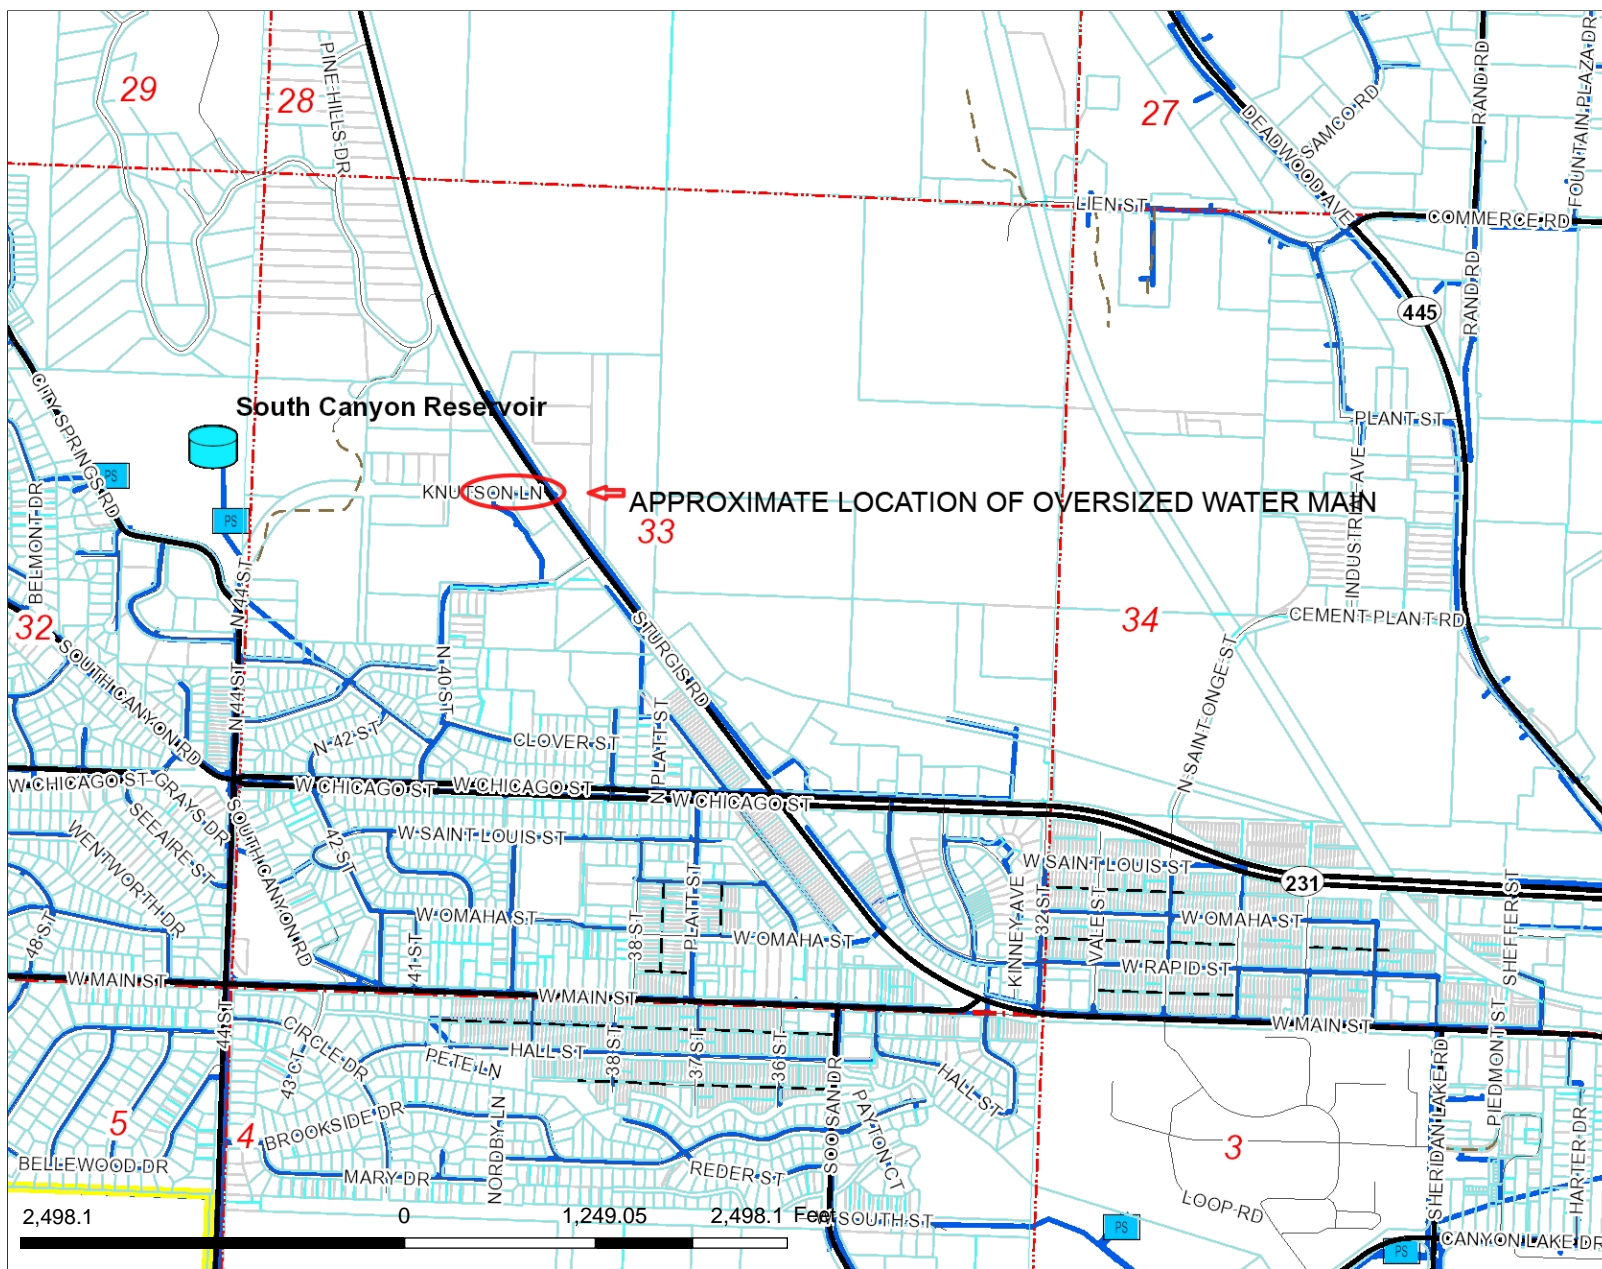 29
28
PINE HILLS DR
27
DEADWOOD AVE
SAMCO RD
RAND RD
FOUNTAIN PLAZA DR
LIEN ST
COMMERCE RD
RAND RD
445
CITY SPRINGS RD
South Canyon Reservoir
PLANT ST
PS
KNUTSON LN
APPROXIMATE LOCATION OF OVERSIZED WATER MAIN
33
PS
BELMONT DR
INDUSTRIAL AVE
N 44 ST
32
34
CEMENT PLANT RD
SOUTH CANYON RD
STURGIS RD
N 40 ST
N 44 ST
N SAINT ONGE ST
N 42 ST
CLOVER ST
N PLATT ST
W CHICAGO ST
W CHICAGO ST
W CHICAGO ST
W CHICAGO ST
GRAYS DR
SEEAIRE ST
WENTWORTH DR
SOUTH CANYON RD
42 ST
W SAINT LOUIS ST
W SAINT LOUIS ST
231
KINNEY AVE
32 ST
VALE ST
SHEFFER ST
W OMAHA ST
38 ST
PLATT ST
W OMAHA ST
W OMAHA ST
48 ST
41 ST
W RAPID ST
W MAIN ST
W MAIN ST
W MAIN ST
44 ST
CIRCLE DR
43 CT
PETE LN
HALL ST
38 ST
37 ST
36 ST
SOO SAN DR
HALL ST
PAYTON CT
SHERIDAN LAKE RD
PIEDMONT ST
HARTER DR
5
4
BROOKSIDE DR
3
BELLEWOOD DR
MARY DR
NORDBY LN
REDER ST
LOOP RD
2,498.1
0
1,249.05
2,498.1 Feet
W SOUTH ST
PS
PS
CANYON LAKE DR